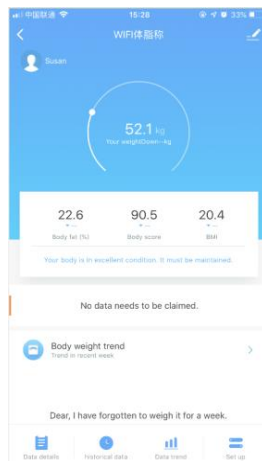 中国联通 15:28 33%
WIFI体脂称
Susan
52.1 kg
Your weightDown--kg
22.6 90.5 20.4
Body fat (%) Body score BMI
Your body is in excellent condition. It must be maintained.
No data needs to be claimed.
Body weight trend
Trend in recent week
Dear, I have forgotten to weigh it for a week.
Data details historical data Data trend Set up